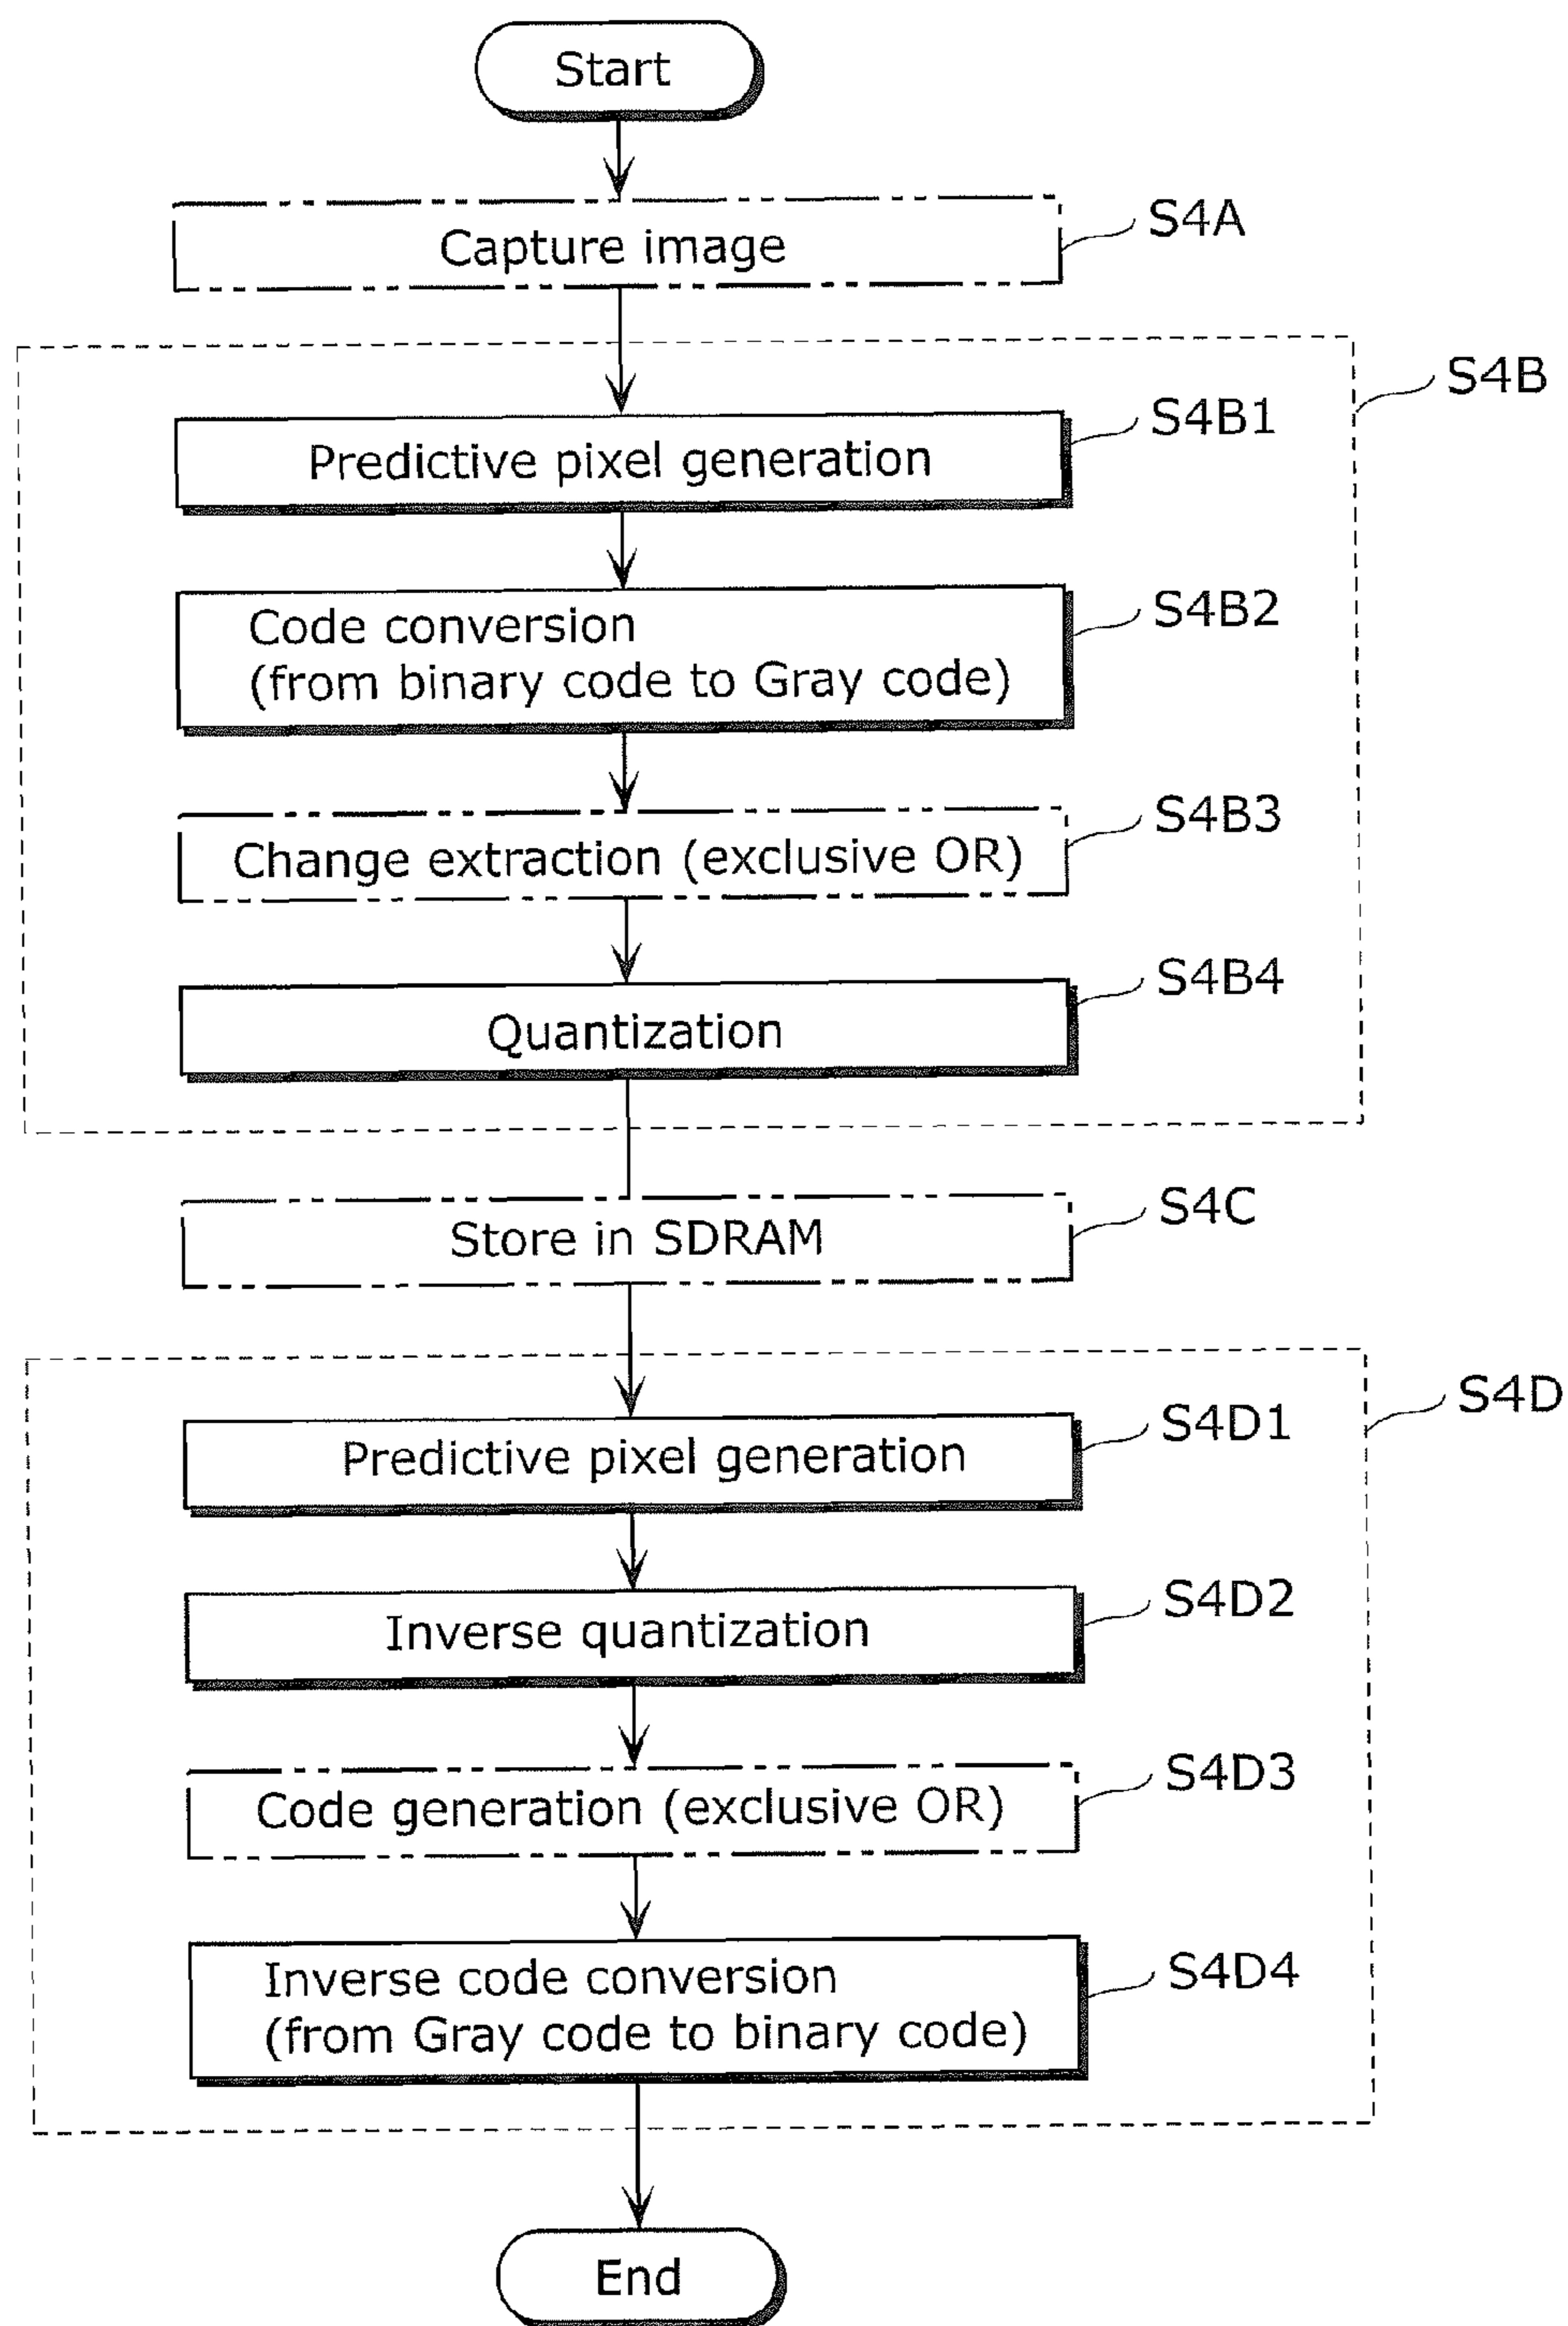 Start
Capture image
S4A
S4B
Predictive pixel generation
S4B1
Code conversion
(from binary code to Gray code)
S4B2
Change extraction (exclusive OR)
S4B3
Quantization
S4B4
Store in SDRAM
S4C
S4D
Predictive pixel generation
S4D1
Inverse quantization
S4D2
Code generation (exclusive OR)
S4D3
Inverse code conversion
(from Gray code to binary code)
S4D4
End